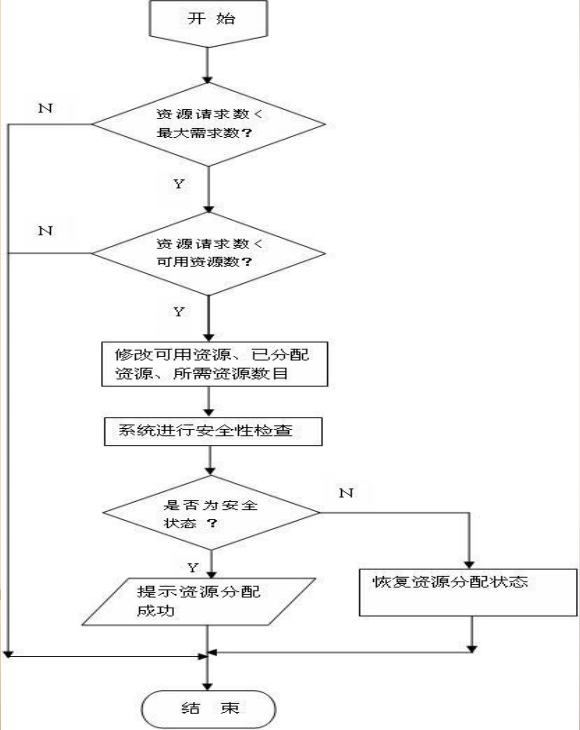 开 始
N
资源请求数<
最大需求数?
Y
N
资源请求数<
可用资源数?
Y
修改可用资源、已分配
资源、所需资源数目
系统进行安全性检查
是否为安全
状态 ?
N
Y
提示资源分配
成功
恢复资源分配状态
结 束